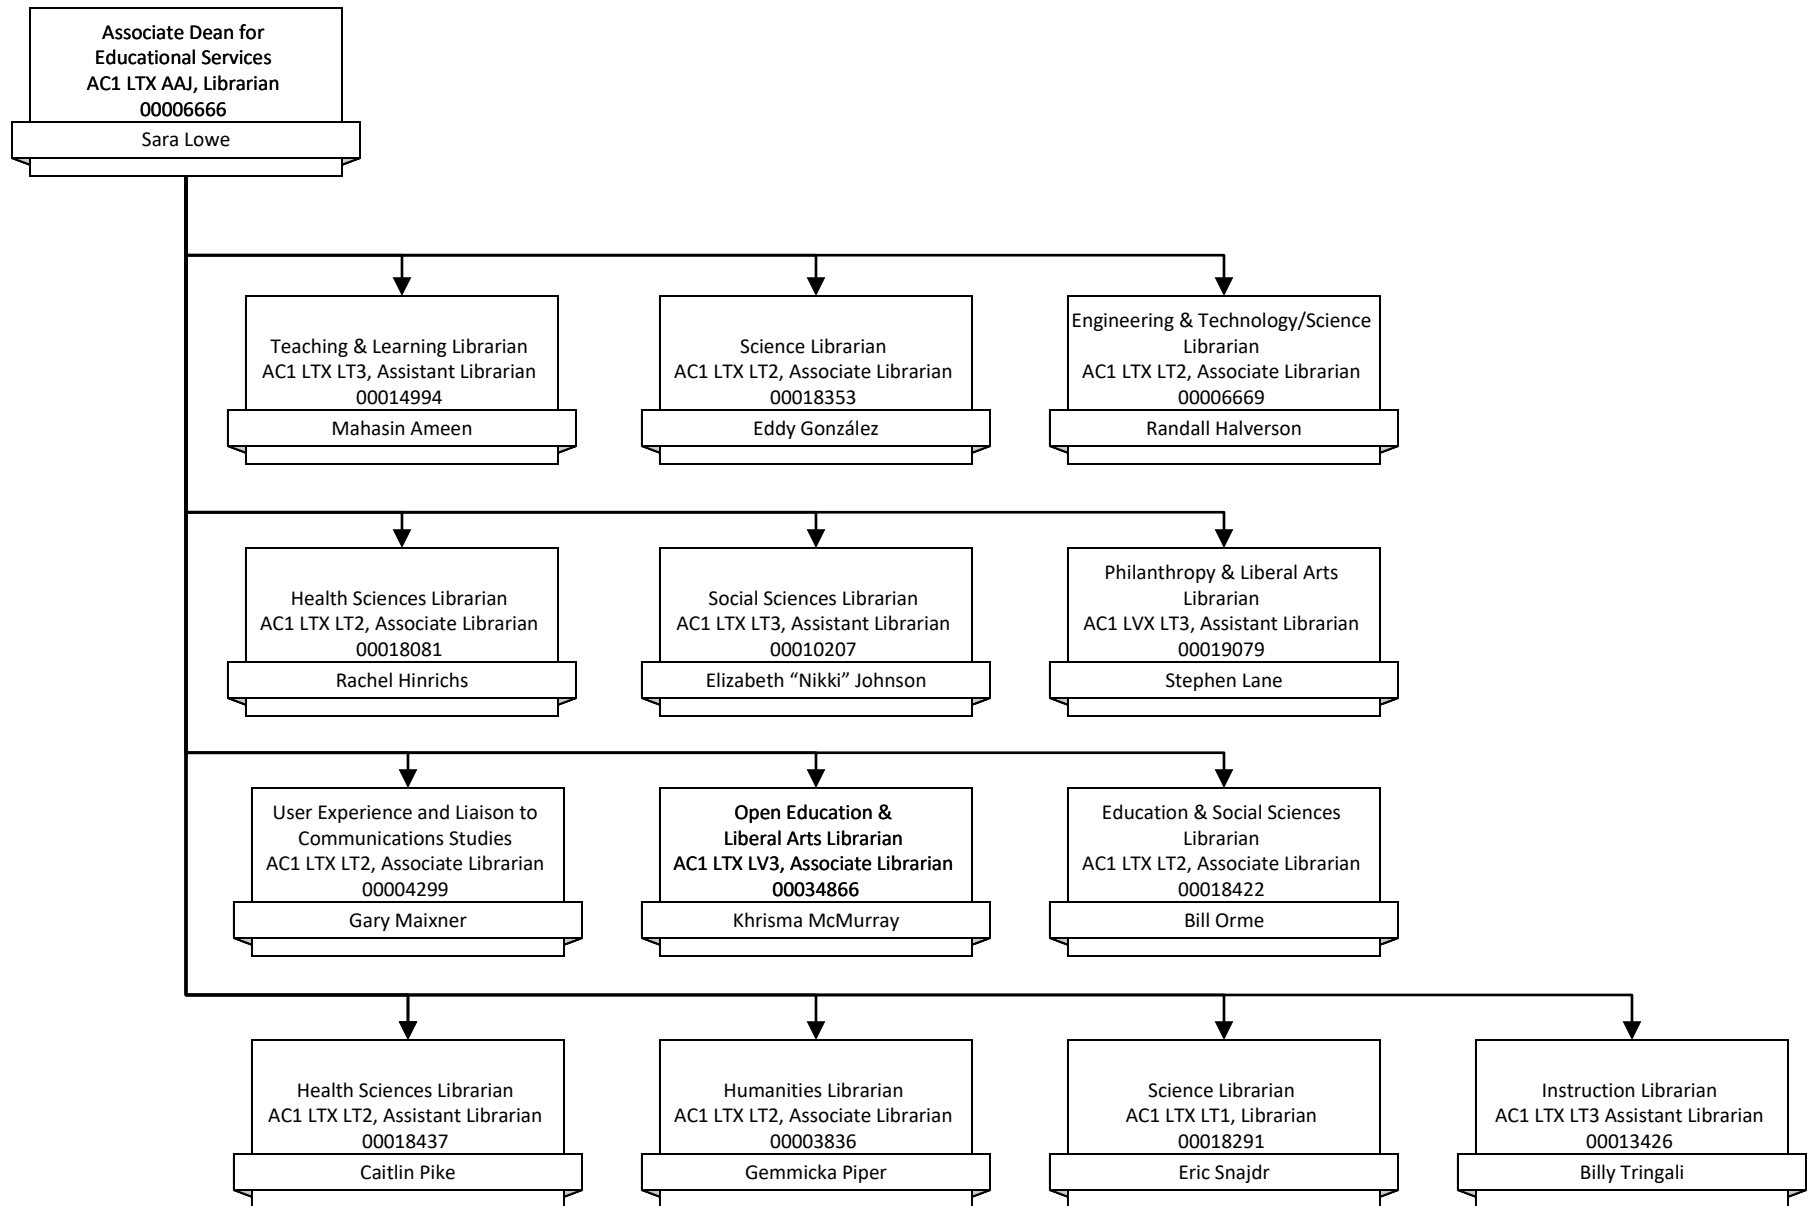 Associate Dean for
Educational Services
AC1 LTX AAJ, Librarian
00006666
Sara Lowe
Teaching & Learning Librarian
AC1 LTX LT3, Assistant Librarian
00014994
Mahasin Ameen
Science Librarian
AC1 LTX LT2, Associate Librarian
00018353
Eddy González
Engineering & Technology/Science
Librarian
AC1 LTX LT2, Associate Librarian
00006669
Randall Halverson
Health Sciences Librarian
AC1 LTX LT2, Associate Librarian
00018081
Rachel Hinrichs
Social Sciences Librarian
AC1 LTX LT3, Assistant Librarian
00010207
Elizabeth “Nikki” Johnson
Philanthropy & Liberal Arts
Librarian
AC1 LVX LT3, Assistant Librarian
00019079
Stephen Lane
User Experience and Liaison to
Communications Studies
AC1 LTX LT2, Associate Librarian
00004299
Gary Maixner
Open Education &
Liberal Arts Librarian
AC1 LTX LV3, Associate Librarian
00034866
Khrisma McMurray
Education & Social Sciences
Librarian
AC1 LTX LT2, Associate Librarian
00018422
Bill Orme
Health Sciences Librarian
AC1 LTX LT2, Assistant Librarian
00018437
Caitlin Pike
Humanities Librarian
AC1 LTX LT2, Associate Librarian
00003836
Gemmicka Piper
Science Librarian
AC1 LTX LT1, Librarian
00018291
Eric Snajdr
Instruction Librarian
AC1 LTX LT3 Assistant Librarian
00013426
Billy Tringali